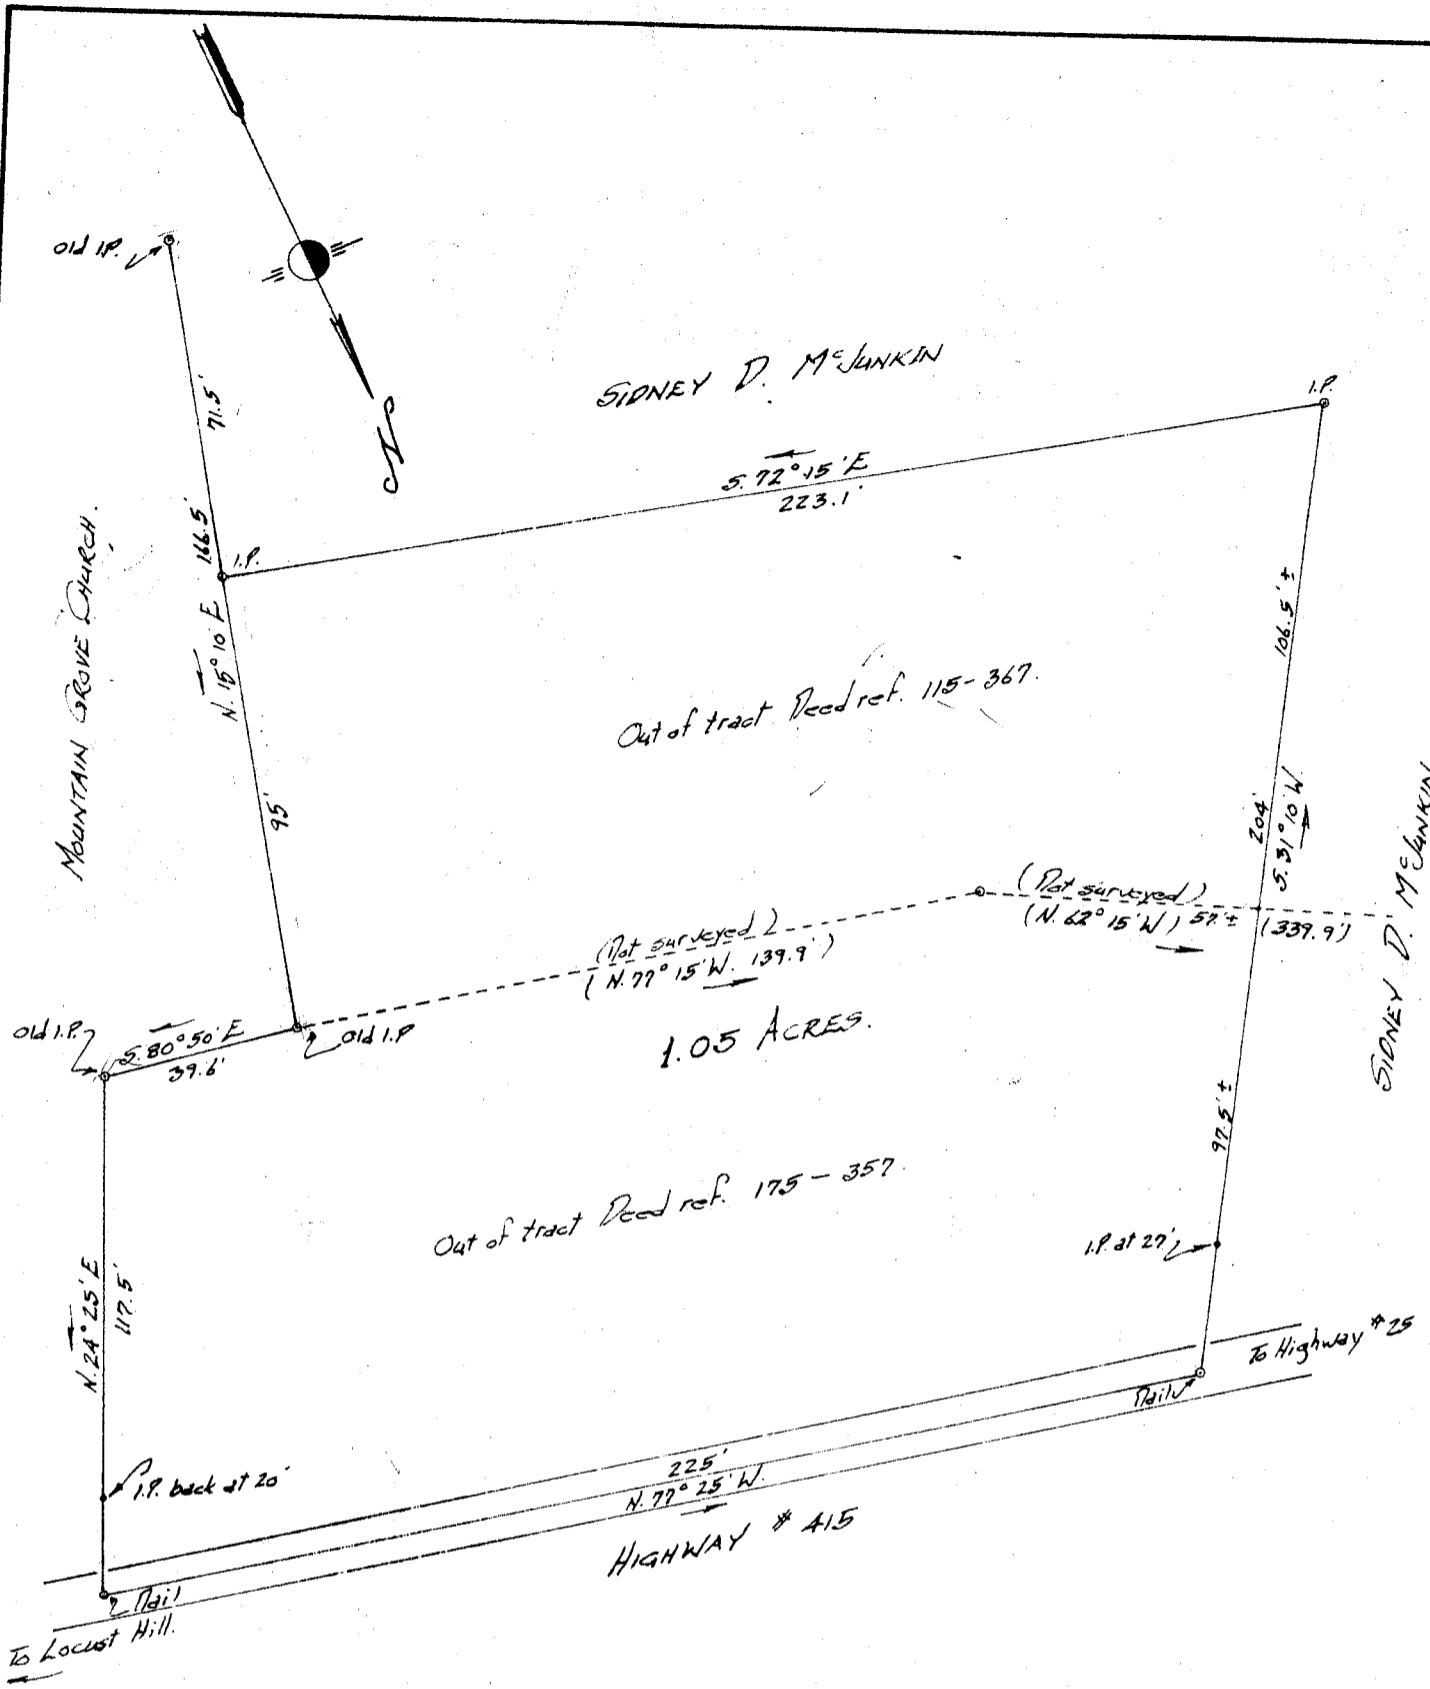 Old I.P.
N
SIDNEY D. McJUNKIN
I.P.
71.5'
S. 72° 15' E
223.1'
166.5'
I.P.
MOUNTAIN GROVE CHURCH.
N. 15° 10' E
106.5' ±
Out of tract Deed ref. 115-367.
95'
204'
S. 31° 10' W.
SIDNEY D. McJUNKIN
(Not surveyed)
(N. 62° 15' W) 57' ± (339.9')
(Not surveyed)
(N. 77° 15' W. 139.9')
Old I.P.
S. 80° 50' E
39.6'
Old I.P
1.05 ACRES.
97.5' ±
Out of tract Deed ref. 175-357.
I.P. at 27'
N. 24° 25' E
117.5'
To Highway #25
Nail
I.P. back at 20'
225'
N. 77° 25' W.
HIGHWAY # 415
Nail
To Locust Hill.